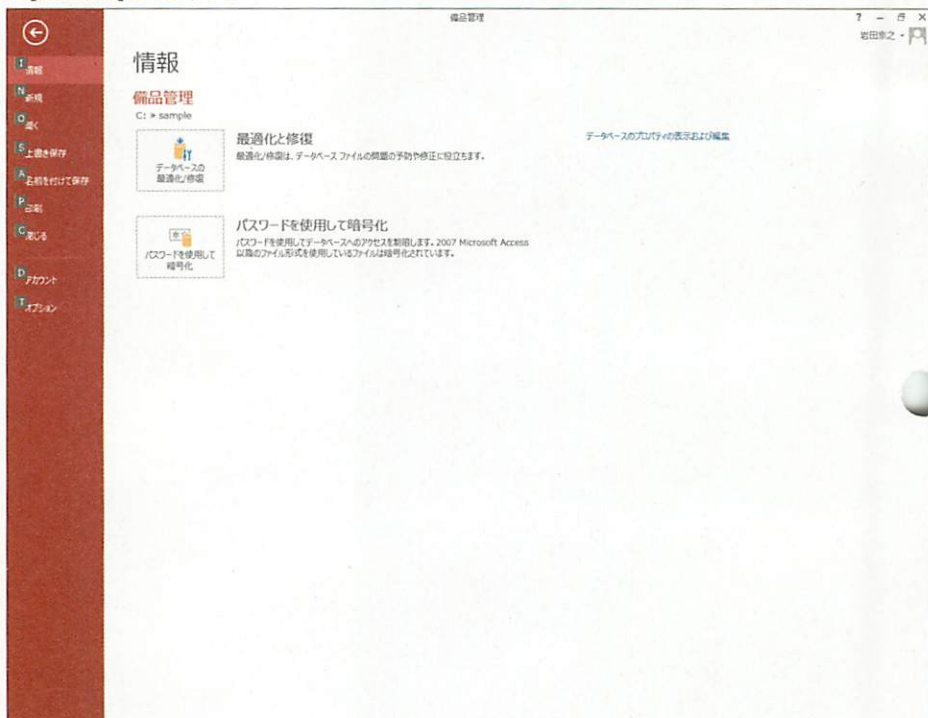 備品管理
? – 🗗 ×
岩田幸之
情報
I 情報
N 新規
O 開く
S 上書き保存
A 名前を付けて保存
P 印刷
C 閉じる
D アカウント
T オプション
備品管理
C: » sample
データベースの
最適化/修復
最適化と修復
最適化/修復は、データベース ファイルの問題の予防や修正に役立ちます。
データベースのプロパティの表示および編集
パスワードを使用して
暗号化
パスワードを使用して暗号化
パスワードを使用してデータベースへのアクセスを制限します。2007 Microsoft Access
以降のファイル形式を使用しているファイルは暗号化されています。